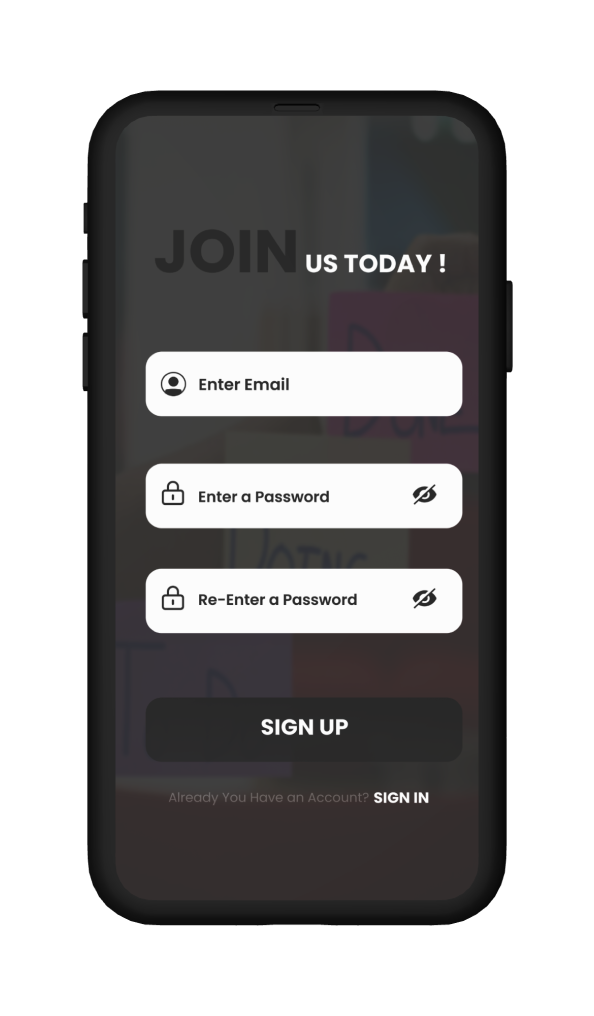 JOIN US TODAY !
Enter Email
Enter a Password
Re-Enter a Password
SIGN UP
Already You Have an Account? SIGN IN